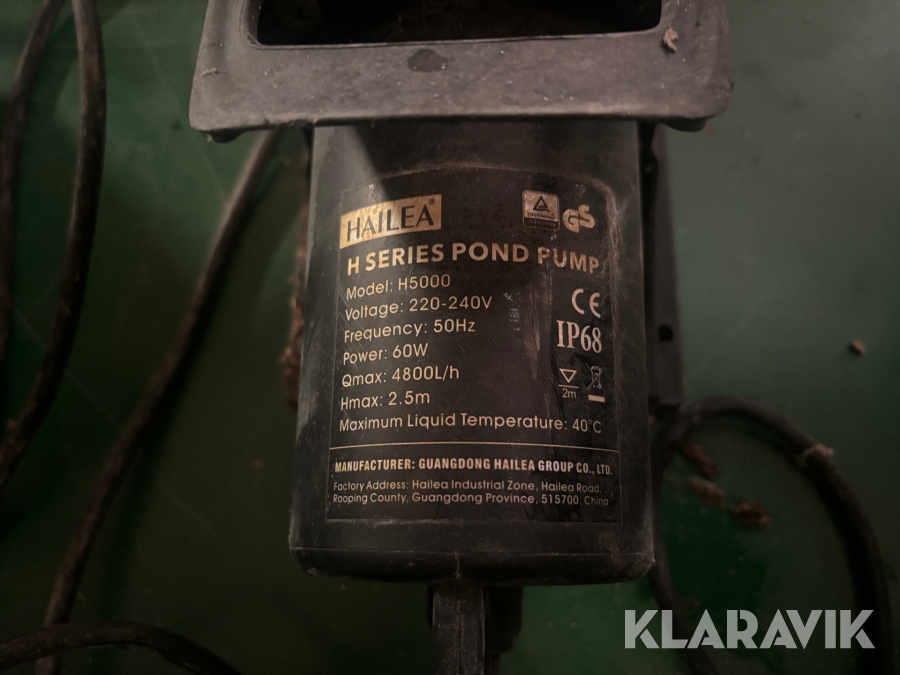 HAILEA®
GS
H SERIES POND PUMP
Model: H5000
Voltage: 220-240V
Frequency: 50Hz
Power: 60W
Qmax: 4800L/h
Hmax: 2.5m
Maximum Liquid Temperature: 40°C
CE
IP68
2m
MANUFACTURER: GUANGDONG HAILEA GROUP CO., LTD.
Factory Address: Hailea Industrial Zone, Hailea Road,
Raoping County, Guangdong Province, 515700, China
KLARAVIK